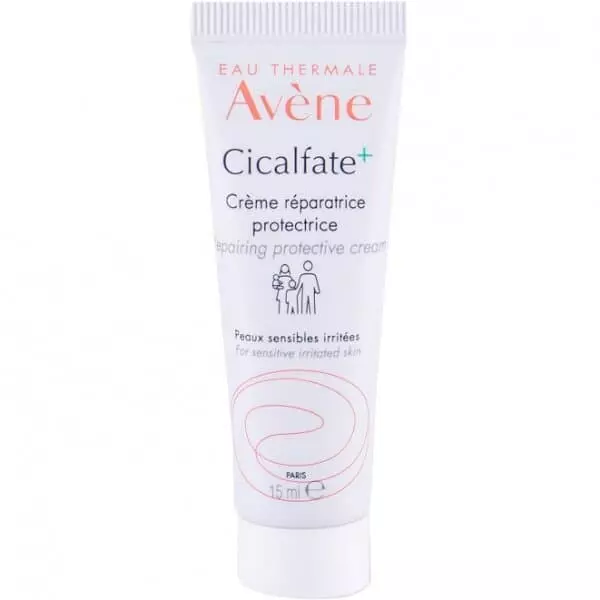 EAU THERMALE
Avène
Cicalfate+
Crème réparatrice
protectrice
epairing protective cream
Peaux sensibles irritées
For sensitive irritated skin
PARIS
15 ml e